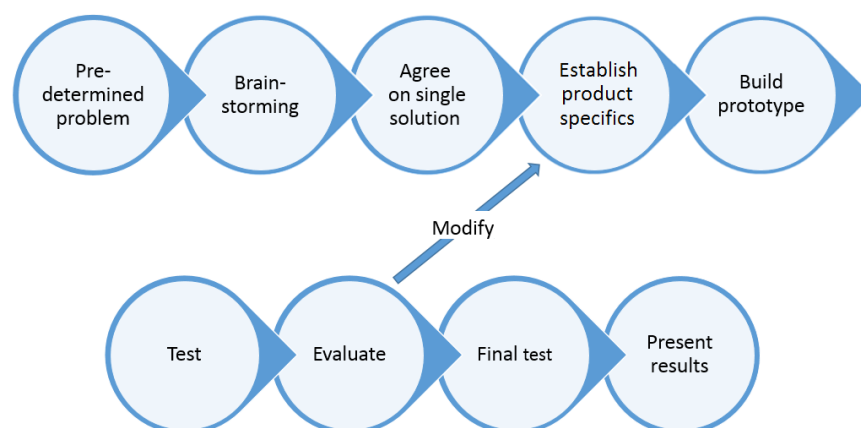 Pre-
determined
problem
Brain-
storming
Agree
on single
solution
Establish
product
specifics
Build
prototype
Modify
Test
Evaluate
Final test
Present
results